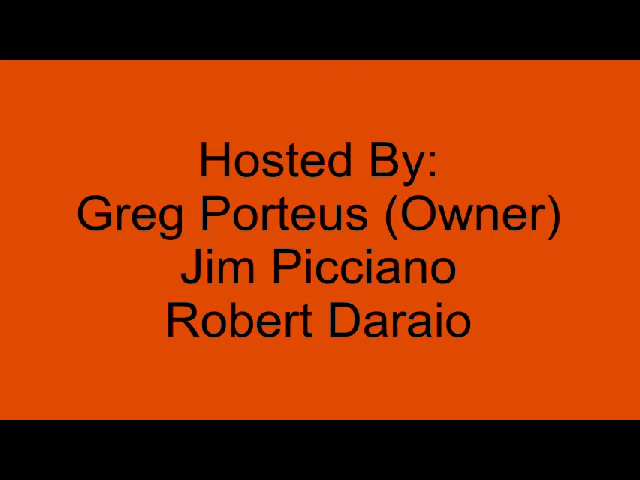 Hosted By:
Greg Porteus (Owner)
Jim Picciano
Robert Daraio